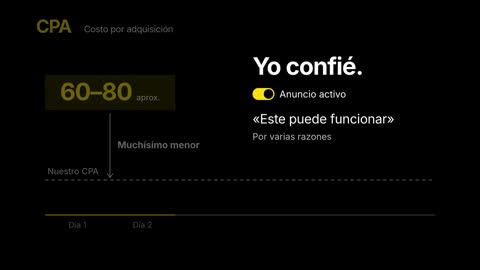 CPA Costo por adquisición
Yo confié.
Anuncio activo
«Este puede funcionar»
Por varias razones
60–80 aprox.
Muchísimo menor
Nuestro CPA
Día 1 Día 2